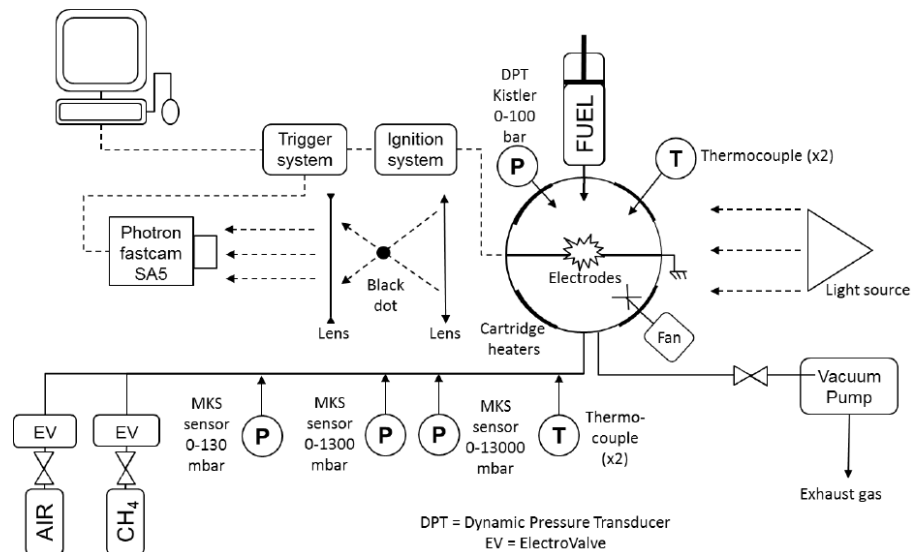 DPT
Kistler
0-100
bar
FUEL
P
T
Thermocouple (x2)
Trigger
system
Ignition
system
Photron
fastcam
SA5
Black
dot
Lens
Lens
Electrodes
Cartridge
heaters
Fan
Light source
Vacuum
Pump
Exhaust gas
EV
EV
AIR
CH4
MKS
sensor
0-130
mbar
P
MKS
sensor
0-1300
mbar
P
P
MKS
sensor
0-13000
mbar
T
Thermo-
couple
(x2)
DPT = Dynamic Pressure Transducer
EV = ElectroValve